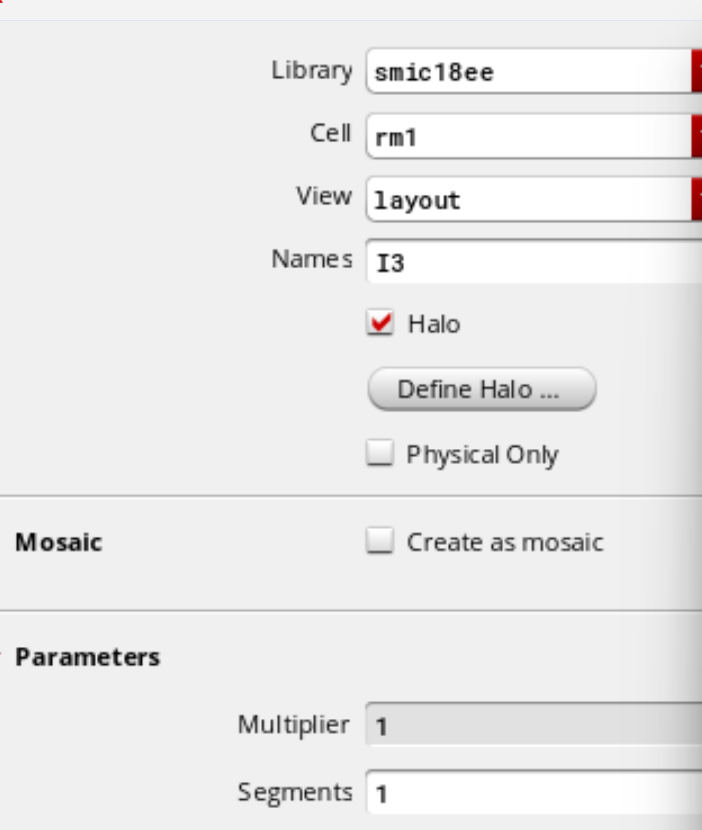 Library smic18ee
Cell rm1
View layout
Names I3
Halo
Define Halo ...
Physical Only
Mosaic Create as mosaic
Parameters
Multiplier 1
Segments 1